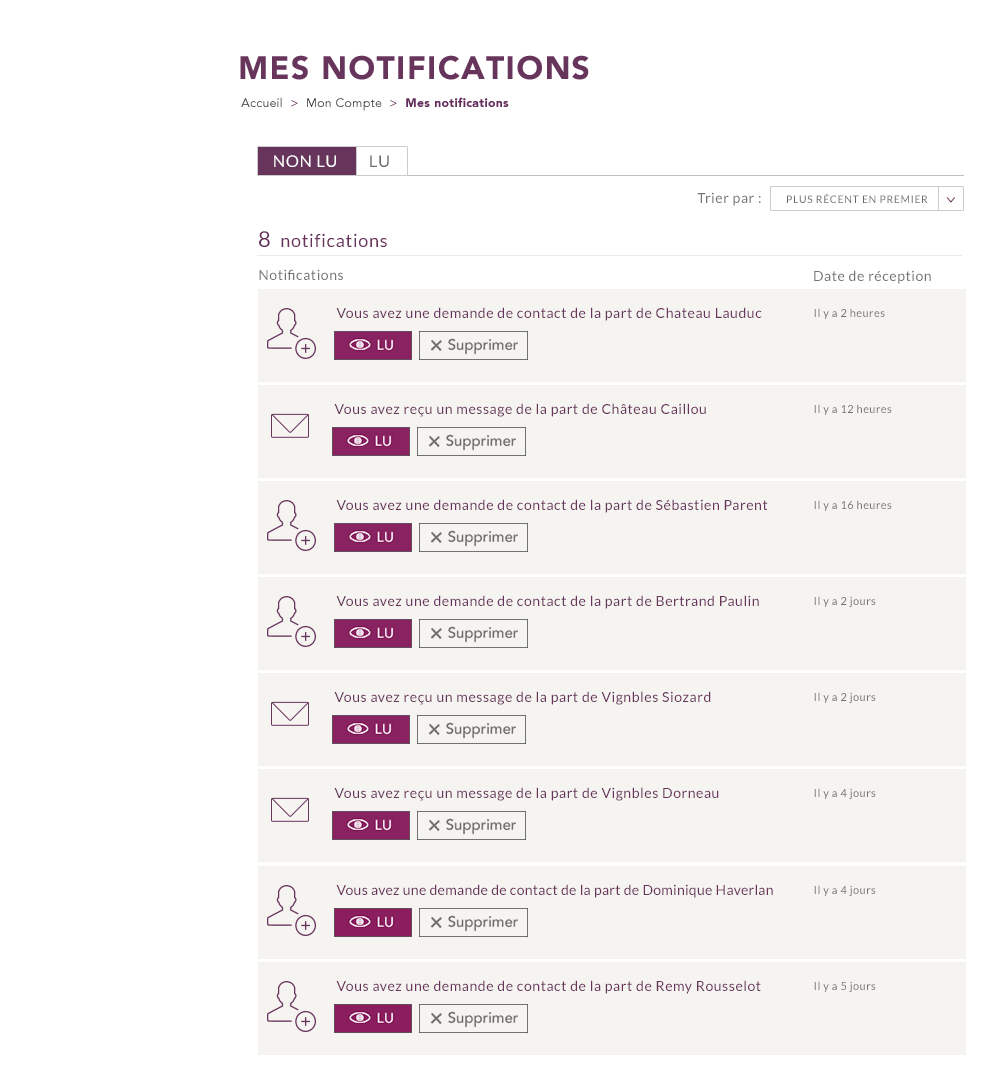 MES NOTIFICATIONS
Accueil > Mon Compte > Mes notifications
NON LU LU
Trier par : PLUS RÉCENT EN PREMIER
8 notifications
Notifications Date de réception
Vous avez une demande de contact de la part de Chateau Lauduc Il y a 2 heures
LU Supprimer
Vous avez reçu un message de la part de Château Caillou Il y a 12 heures
LU Supprimer
Vous avez une demande de contact de la part de Sébastien Parent Il y a 16 heures
LU Supprimer
Vous avez une demande de contact de la part de Bertrand Paulin Il y a 2 jours
LU Supprimer
Vous avez reçu un message de la part de Vignbles Siozard Il y a 2 jours
LU Supprimer
Vous avez reçu un message de la part de Vignbles Dorneau Il y a 4 jours
LU Supprimer
Vous avez une demande de contact de la part de Dominique Haverlan Il y a 4 jours
LU Supprimer
Vous avez une demande de contact de la part de Remy Rousselot Il y a 5 jours
LU Supprimer